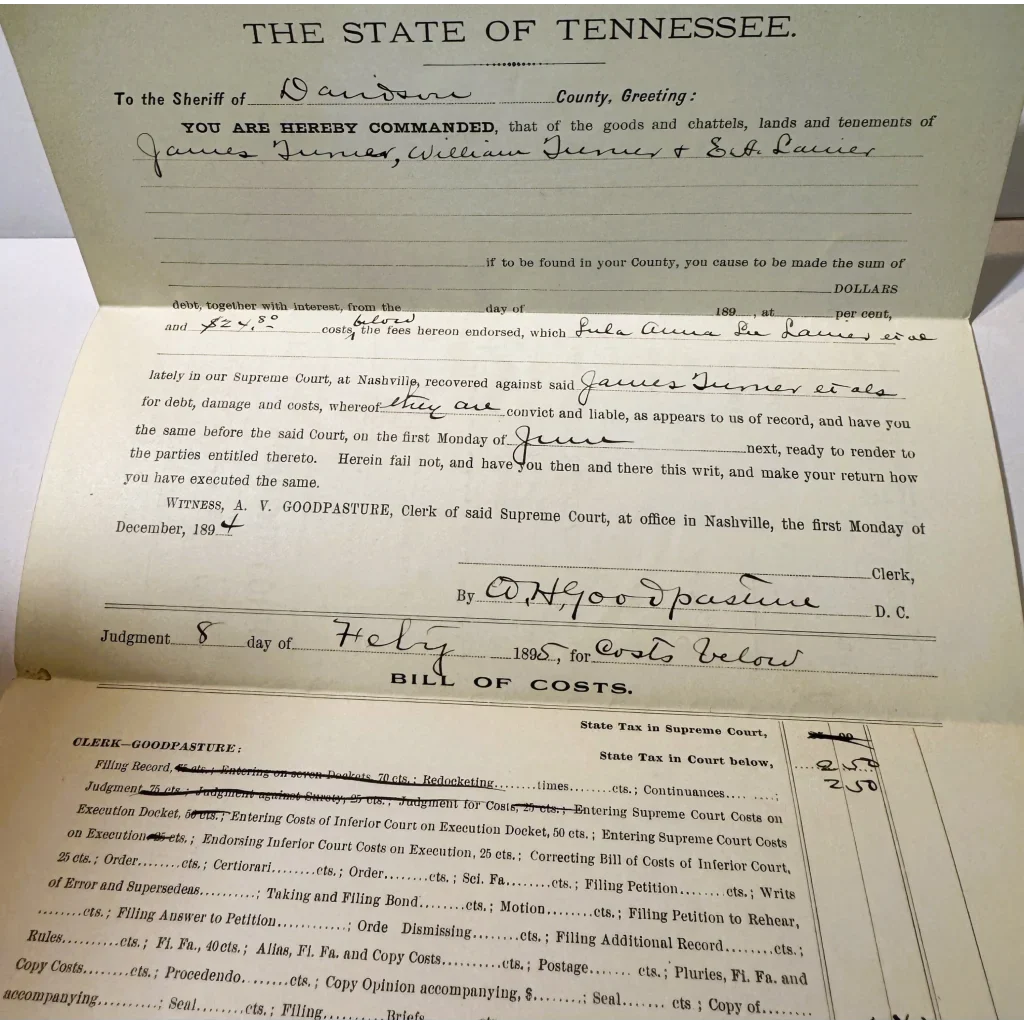 THE STATE OF TENNESSEE.
To the Sheriff of Davidson County, Greeting:
YOU ARE HEREBY COMMANDED, that of the goods and chattels, lands and tenements of
James Turner, William Turner + E.A. Lanier
if to be found in your County, you cause to be made the sum of
DOLLARS
debt, together with interest, from the day of 189 , at per cent,
below
and $24.80 costs, the fees hereon endorsed, which Lula Anna Lee Lanier et al
lately in our Supreme Court, at Nashville, recovered against said James Turner et als
for debt, damage and costs, whereof they are convict and liable, as appears to us of record, and have you
the same before the said Court, on the first Monday of June next, ready to render to
the parties entitled thereto. Herein fail not, and have you then and there this writ, and make your return how
you have executed the same.
WITNESS, A. V. GOODPASTURE, Clerk of said Supreme Court, at office in Nashville, the first Monday of
December, 1894
Clerk,
By W.H. Goodpasture D. C.
Judgment 8 day of Feby 1895, for Costs below
BILL OF COSTS.
State Tax in Supreme Court,
State Tax in Court below, 2 50
CLERK—GOODPASTURE: 2 50
Filing Record, 75 cts.; Entering on seven Dockets, 70 cts.; Redocketing.......times.......cts.; Continuances.... ....;
Judgment 75 cts.; Judgment against Surety, 25 cts.; Judgment for Costs, 25 cts.; Entering Supreme Court Costs on
Execution Docket, 50 cts.; Entering Costs of Inferior Court on Execution Docket, 50 cts.; Entering Supreme Court Costs
on Execution 25 cts.; Endorsing Inferior Court Costs on Execution, 25 cts.; Correcting Bill of Costs of Inferior Court,
25 cts.; Order........cts.; Certiorari.......cts.; Order.......cts.; Sci. Fa.......cts.; Filing Petition.......cts.; Writs
of Error and Supersedeas..........; Taking and Filing Bond.......cts.; Motion.......cts.; Filing Petition to Rehear,
........cts.; Filing Answer to Petition...........; Orde Dismissing.......cts.; Filing Additional Record.......cts.;
Rules..........cts.; Fi. Fa., 40 cts.; Alias, Fi. Fa. and Copy Costs.........cts.; Postage....... cts.; Pluries, Fi. Fa. and
Copy Costs........cts.; Procedendo........cts.; Copy Opinion accompanying, $........; Seal....... cts; Copy of.......
accompanying,.........; Seal.......cts.; Filing........Briefs